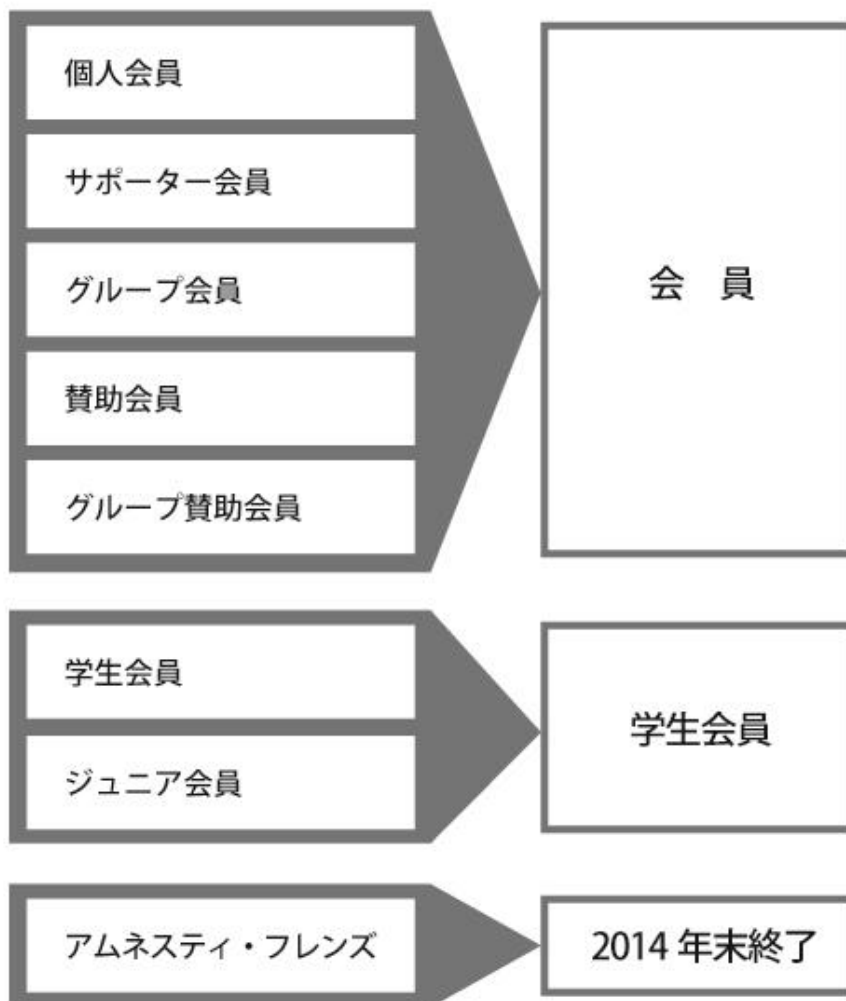 個人会員
サポーター会員
グループ会員
賛助会員
グループ賛助会員
会　員
学生会員
ジュニア会員
学生会員
アムネスティ・フレンズ
2014 年末終了